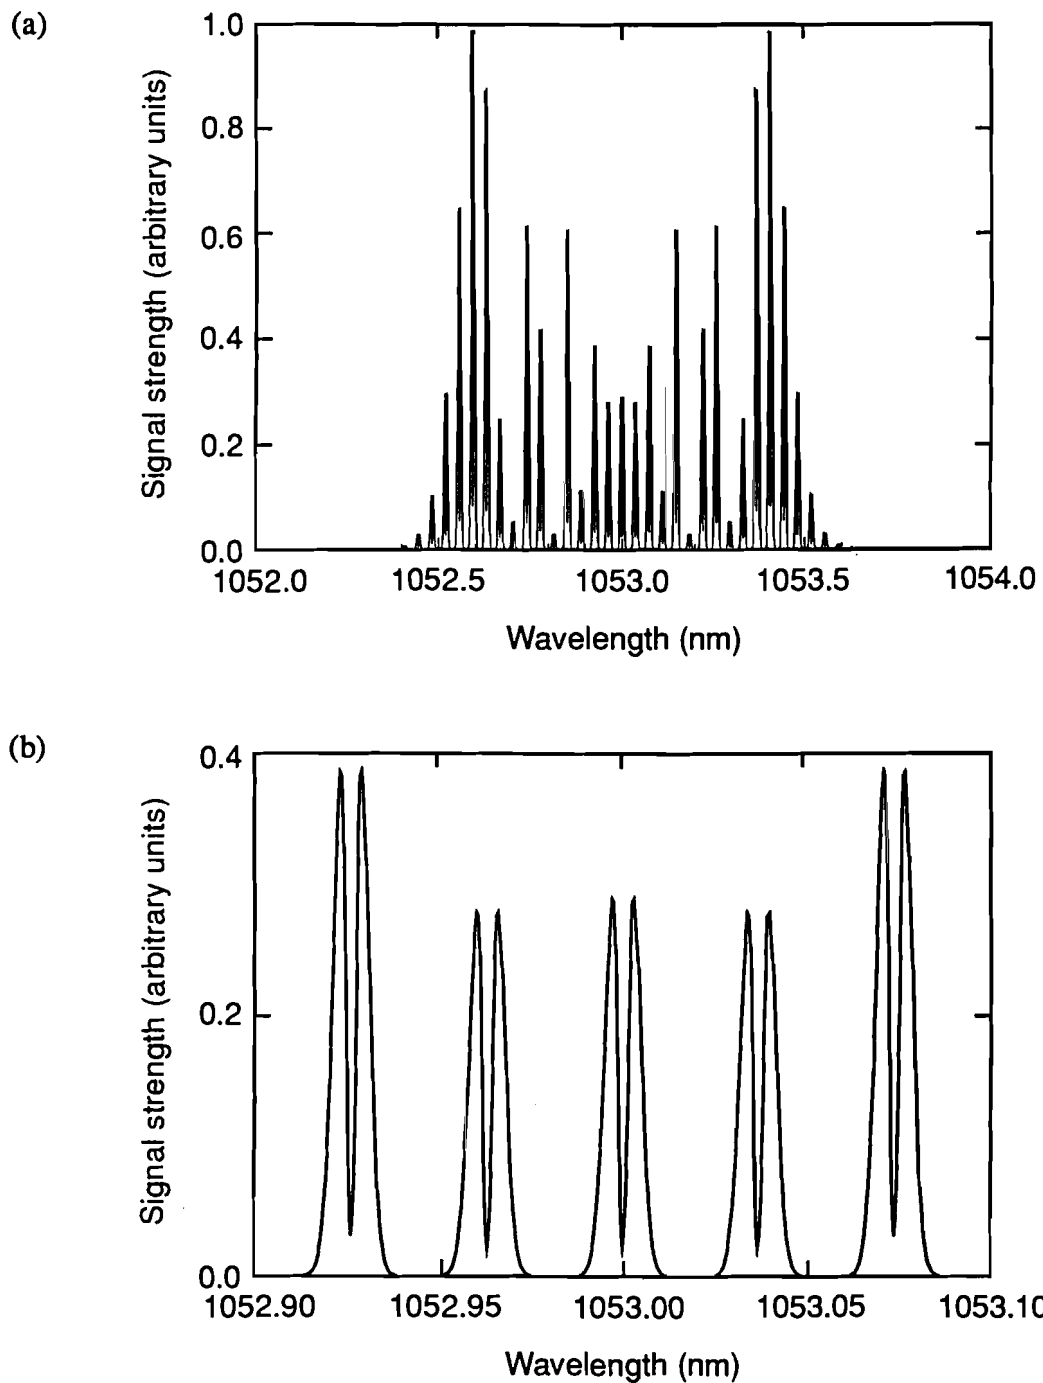 (a)
Signal strength (arbitrary units)
1.0
0.8
0.6
0.4
0.2
0.0
1052.0 1052.5 1053.0 1053.5 1054.0
Wavelength (nm)
(b)
Signal strength (arbitrary units)
0.4
0.2
0.0
1052.90 1052.95 1053.00 1053.05 1053.10
Wavelength (nm)